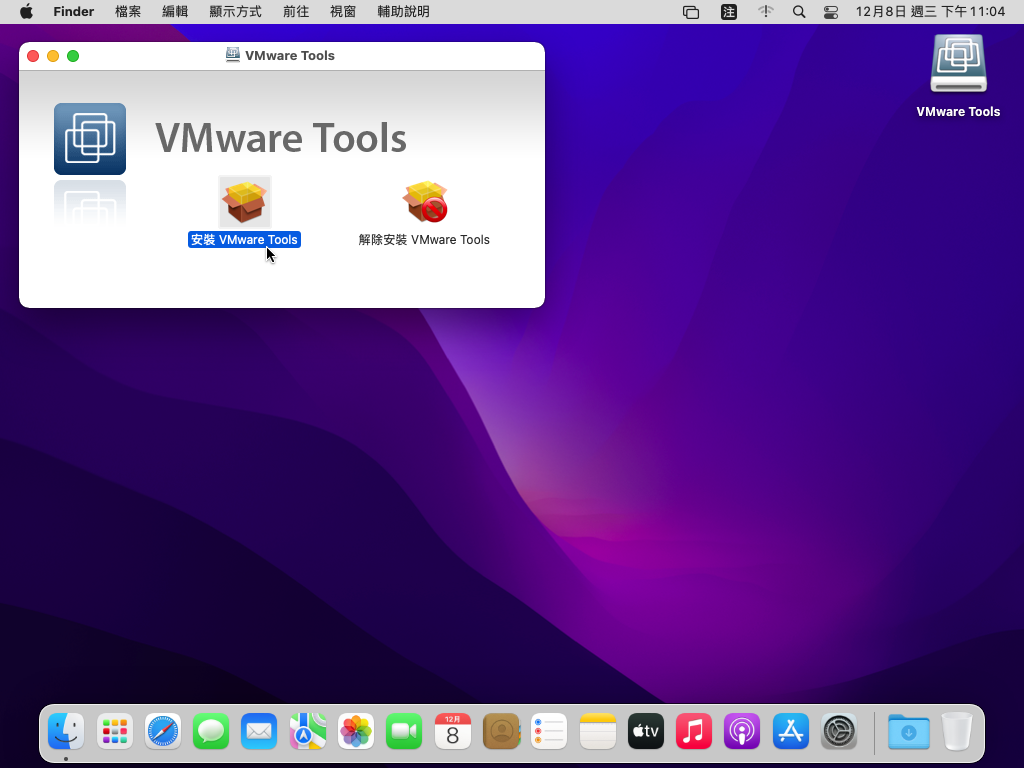 Finder 檔案 編輯 顯示方式 前往 視窗 輔助說明 注 12月8日 週三 下午11:04
VMware Tools
VMware Tools
安裝 VMware Tools
解除安裝 VMware Tools
VMware Tools
12月
8
tv